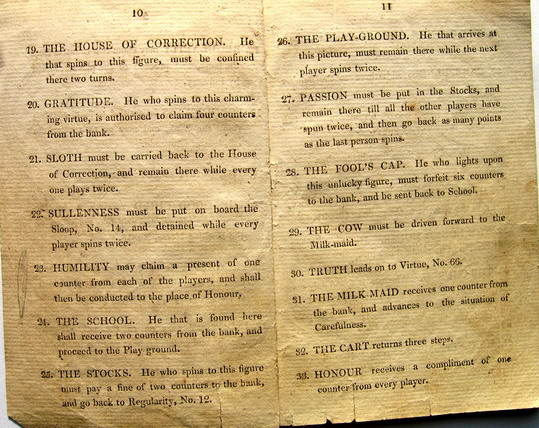 10
19. THE HOUSE OF CORRECTION. He
that spins to this figure, must be confined
there two turns.
20. GRATITUDE. He who spins to this charm-
ing virtue, is authorised to claim four counters
from the bank.
21. SLOTH must be carried back to the House
of Correction, and remain there while every
one plays twice.
22. SULLENNESS must be put on board the
Sloop, No. 14, and detained while every
player spins twice.
23. HUMILITY may claim a present of one
counter from each of the players, and shall
then be conducted to the place of Honour,
24. THE SCHOOL. He that is found here
shall receive two counters from the bank, and
proceed to the Play ground.
25. THE STOCKS. He who spins to this figure
must pay a fine of two counters to the bank,
and go back to Regularity, No. 12.
11
26. THE PLAY-GROUND. He that arrives at
this picture, must remain there while the next
player spins twice.
27. PASSION must be put in the Stocks, and
remain there till all the other players have
spun twice, and then go back as many points
as the last person spins.
28. THE FOOL'S CAP. He who lights upon
this unlucky figure, must forfeit six counters
to the bank, and be sent back to School.
29. THE COW must be driven forward to the
Milk-maid.
30. TRUTH leads on to Virtue, No. 66.
31. THE MILK MAID receives one counter from
the bank, and advances to the situation of
Carefulness.
32. THE CART returns three steps.
33. HONOUR receives a compliment of one
counter from every player.